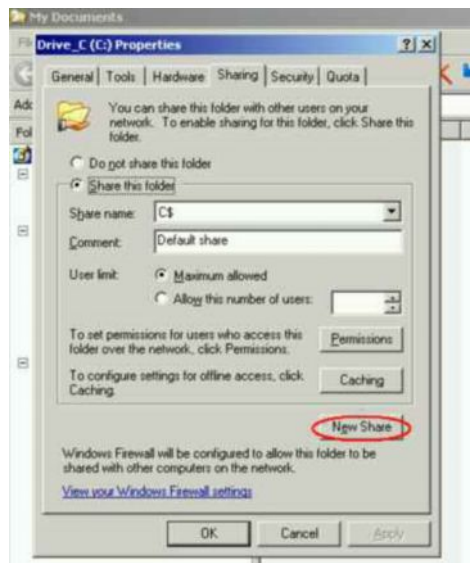 My Documents
Drive_C (C:) Properties
General Tools Hardware Sharing Security Quota
You can share this folder with other users on your
network. To enable sharing for this folder, click Share this
folder.
Do not share this folder
Share this folder
Share name: C$
Comment: Default share
User limit: Maximum allowed
Allow this number of users:
To set permissions for users who access this
folder over the network, click Permissions.
Permissions
To configure settings for offline access, click
Caching.
Caching
New Share
Windows Firewall will be configured to allow this folder to be
shared with other computers on the network.
View your Windows Firewall settings
OK Cancel Apply